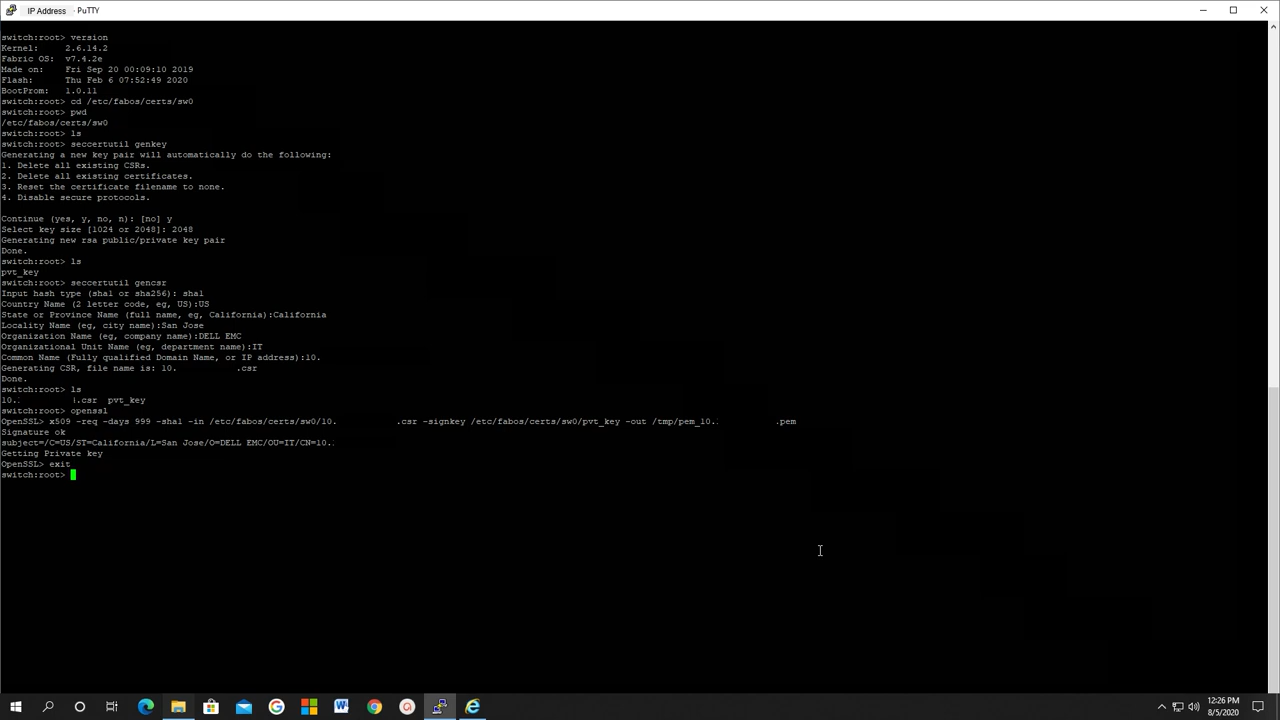 IP Address - PuTTY
switch:root> version
Kernel: 2.6.14.2
Fabric OS: v7.4.2e
Made on: Fri Sep 20 00:09:10 2019
Flash: Thu Feb 6 07:52:49 2020
BootProm: 1.0.11
switch:root> cd /etc/fabos/certs/sw0
switch:root> pwd
/etc/fabos/certs/sw0
switch:root> ls
switch:root> seccertutil genkey
Generating a new key pair will automatically do the following:
1. Delete all existing CSRs.
2. Delete all existing certificates.
3. Reset the certificate filename to none.
4. Disable secure protocols.
Continue (yes, y, no, n): [no] y
Select key size [1024 or 2048]: 2048
Generating new rsa public/private key pair
Done.
switch:root> ls
pvt_key
switch:root> seccertutil gencsr
Input hash type (sha1 or sha256): sha1
Country Name (2 letter code, eg, US):US
State or Province Name (full name, eg, California):California
Locality Name (eg, city name):San Jose
Organization Name (eg, company name):DELL EMC
Organizational Unit Name (eg, department name):IT
Common Name (Fully qualified Domain Name, or IP address):10.
Generating CSR, file name is: 10. .csr
Done.
switch:root> ls
10. .csr pvt_key
switch:root> openssl
OpenSSL> x509 -req -days 999 -sha1 -in /etc/fabos/certs/sw0/10. .csr -signkey /etc/fabos/certs/sw0/pvt_key -out /tmp/pem_10. .pem
Signature ok
subject=/C=US/ST=California/L=San Jose/O=DELL EMC/OU=IT/CN=10.
Getting Private key
OpenSSL> exit
switch:root>
12:26 PM
8/5/2020